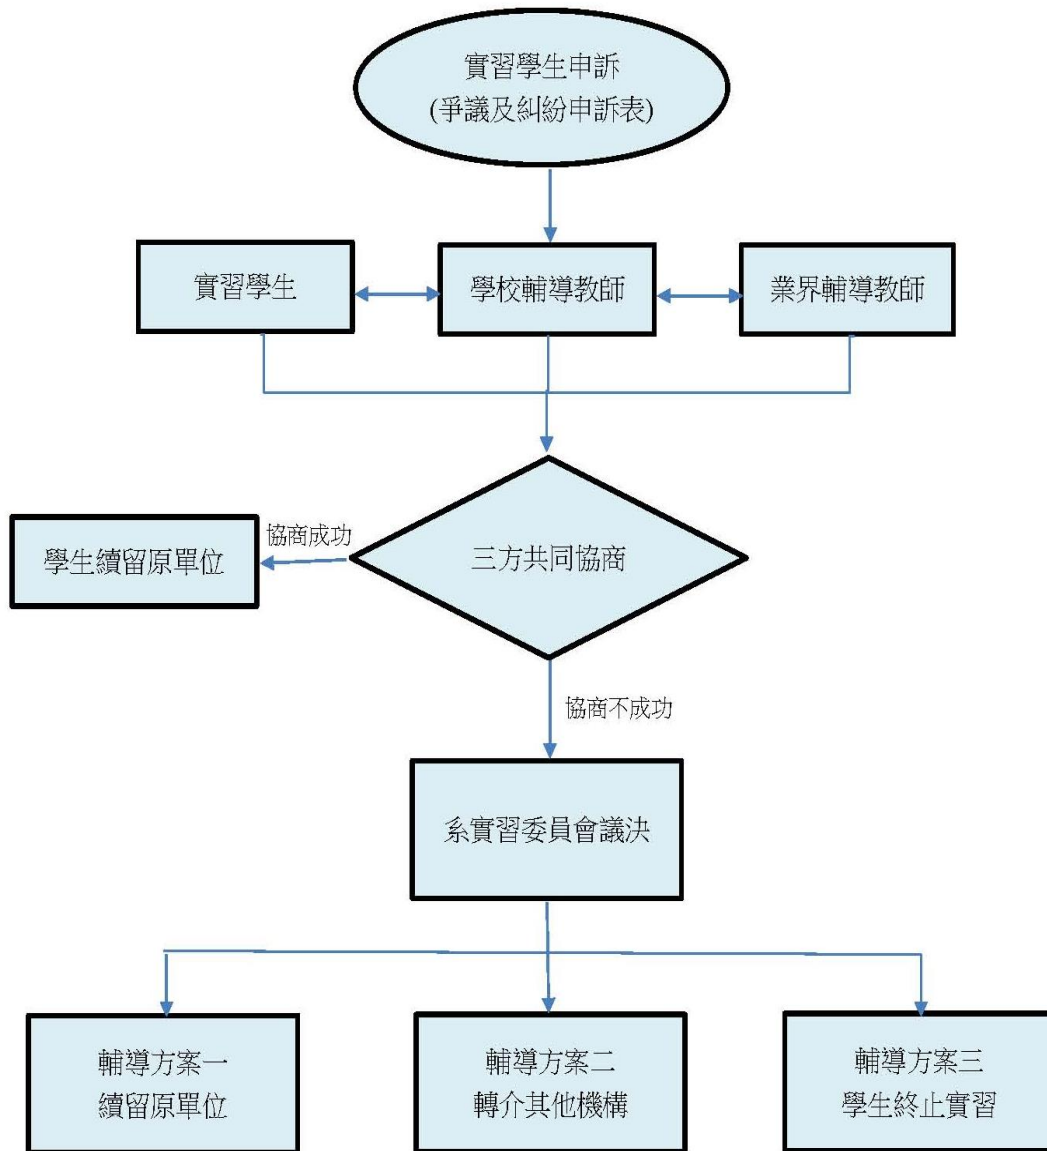 實習學生申訴
(爭議及糾紛申訴表)
實習學生
學校輔導教師
業界輔導教師
三方共同協商
協商成功
學生續留原單位
協商不成功
系實習委員會議決
輔導方案一
續留原單位
輔導方案二
轉介其他機構
輔導方案三
學生終止實習